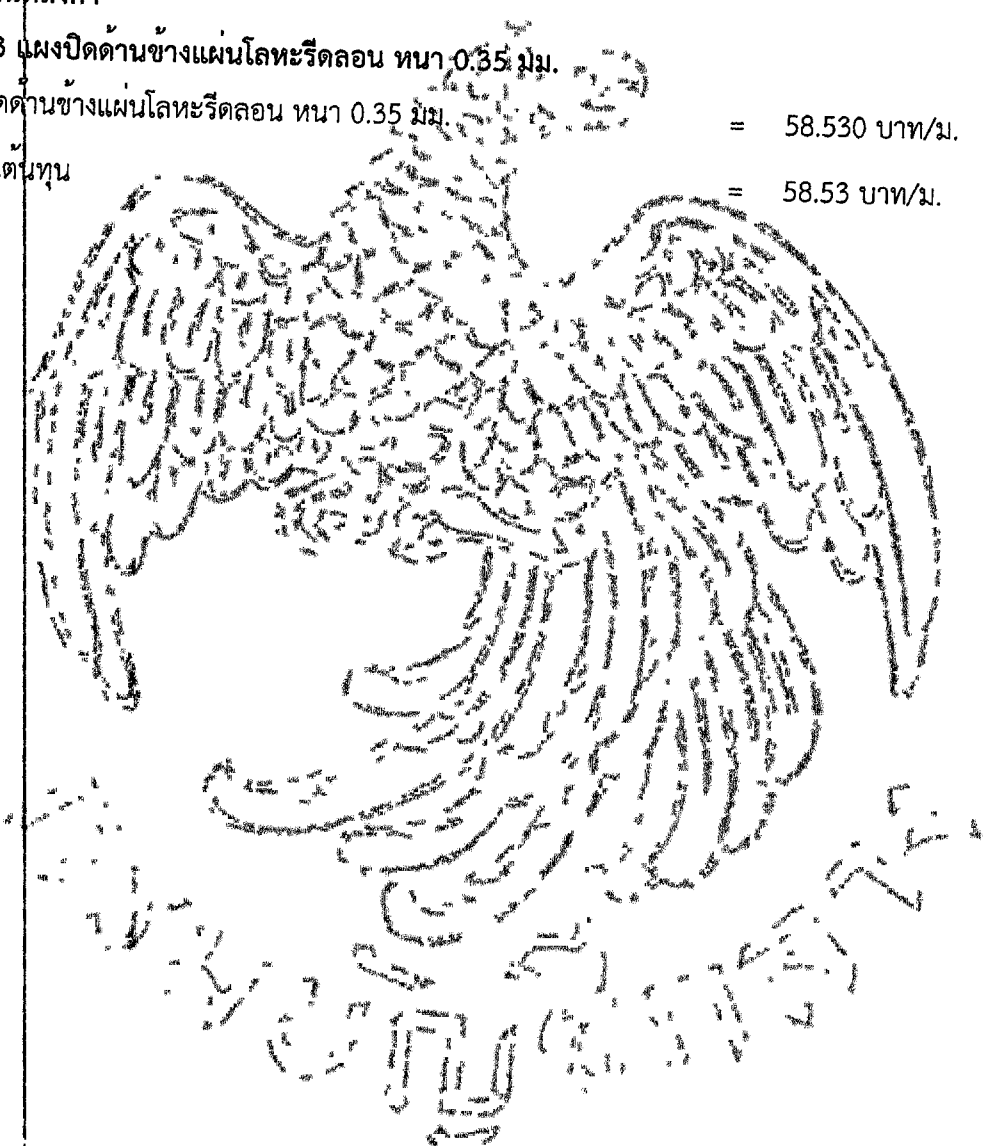 แผงปิดด้านข้างแผ่นโลหะรีดลอน หนา 0.35 มม.
ด้านข้างแผ่นโลหะรีดลอน หนา 0.35 มม. = 58.530 บาท/ม.
ต้นทุน = 58.53 บาท/ม.